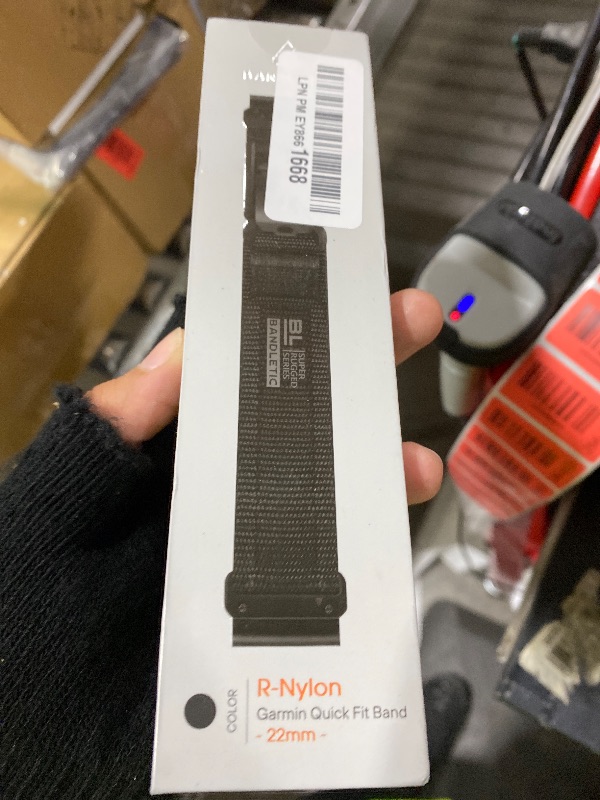 LPN PM EY866 1668
BL
SUPER
RUGGED
SERIES
BANDLETIC
COLOR
R-Nylon
Garmin Quick Fit Band
- 22mm -